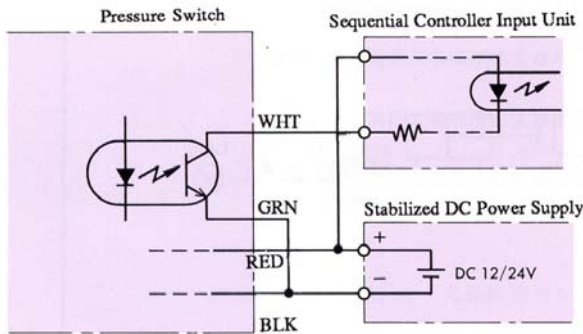 Pressure Switch
Sequential Controller Input Unit
WHT
GRN
Stabilized DC Power Supply
+
RED
− DC 12/24V
BLK